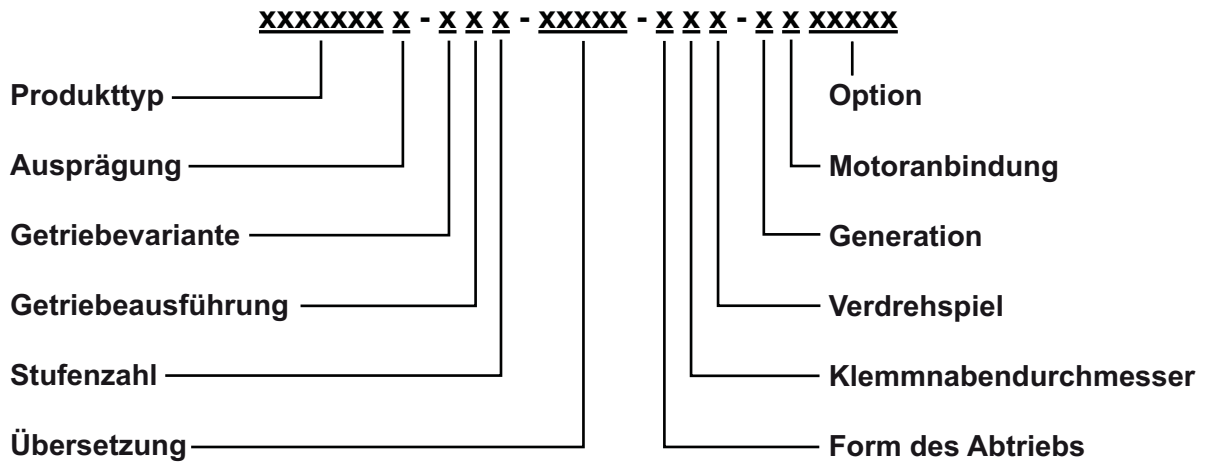 xxxxxxx x - x x x - xxxxx - x x x - x x xxxxx
Produkttyp
Option
Ausprägung
Motoranbindung
Getriebevariante
Generation
Getriebeausführung
Verdrehspiel
Stufenzahl
Klemmnabendurchmesser
Übersetzung
Form des Abtriebs